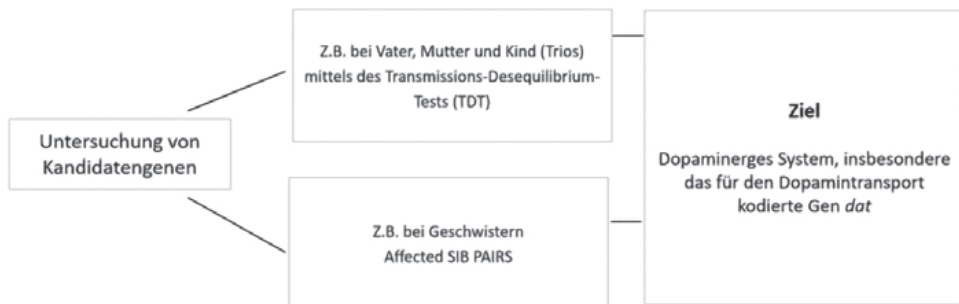 Untersuchung von
Kandidatengenen
Z.B. bei Vater, Mutter und Kind (Trios)
mittels des Transmissions-Desequilibrium-
Tests (TDT)
Z.B. bei Geschwistern
Affected SIB PAIRS
Ziel
Dopaminerges System, insbesondere
das für den Dopamintransport
kodierte Gen dat